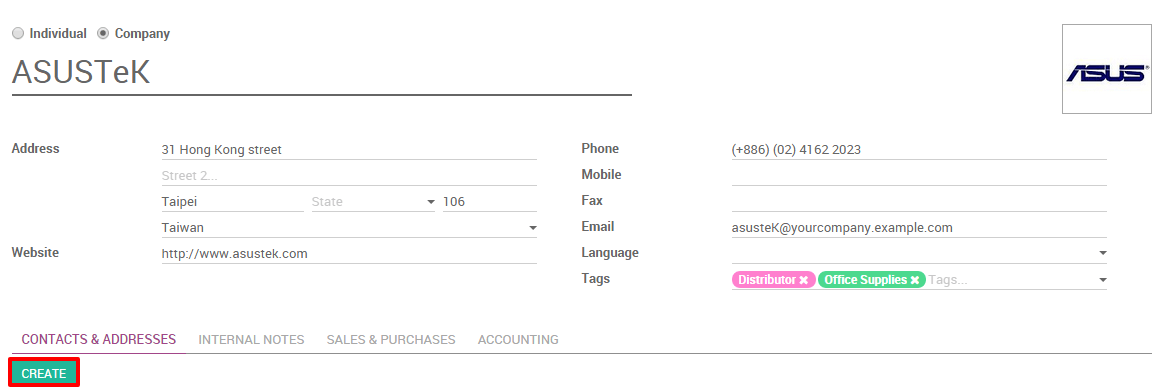 Individual Company
ASUSTeK
ASUS®
Address 31 Hong Kong street
Street 2...
Taipei State 106
Taiwan
Website http://www.asustek.com
Phone (+886) (02) 4162 2023
Mobile
Fax
Email asusteK@yourcompany.example.com
Language
Tags Distributor ✖ Office Supplies ✖ Tags...
CONTACTS & ADDRESSES INTERNAL NOTES SALES & PURCHASES ACCOUNTING
CREATE